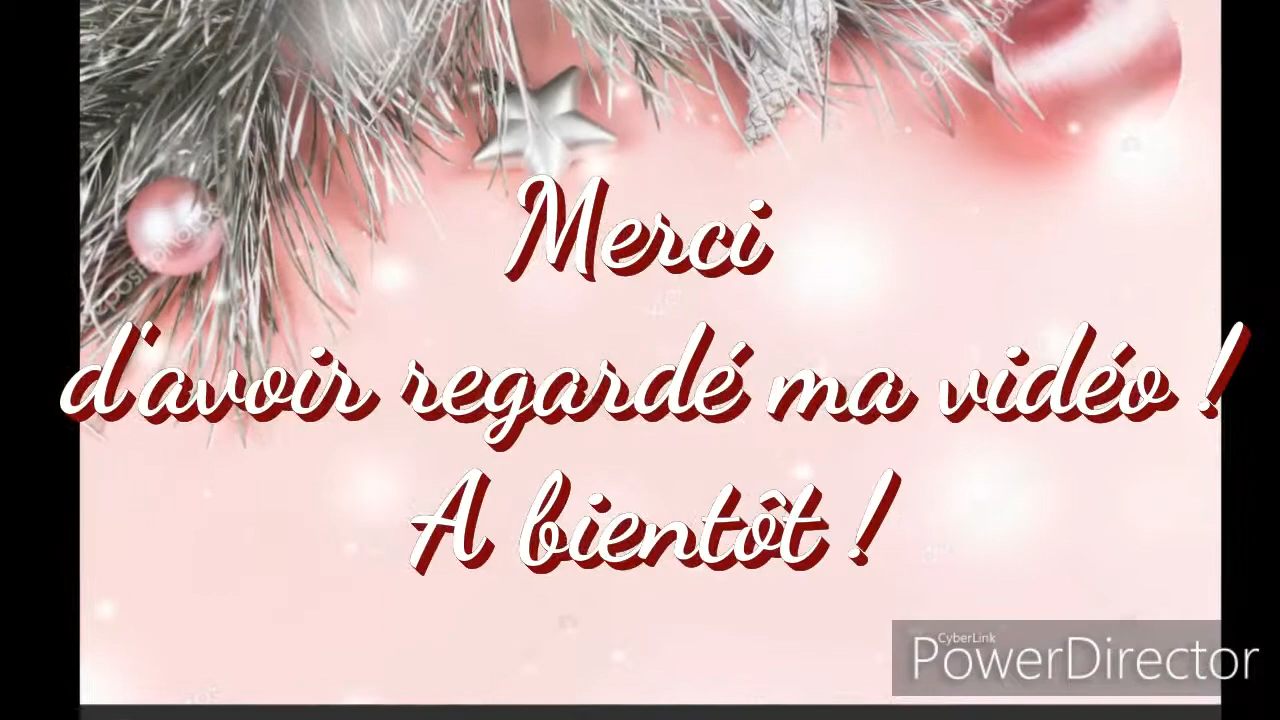 Merci
d'avoir regardé ma vidéo !
A bientôt !
CyberLink
PowerDirector